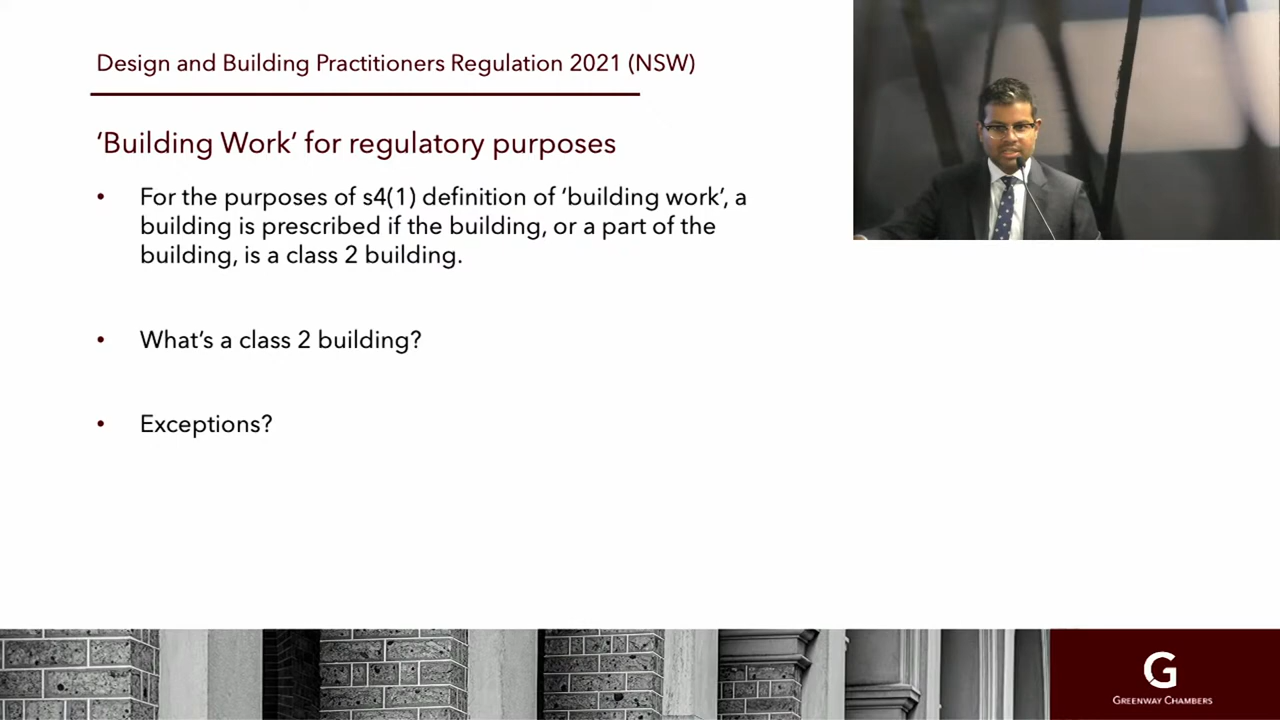 Design and Building Practitioners Regulation 2021 (NSW)
‘Building Work’ for regulatory purposes
• For the purposes of s4(1) definition of ‘building work’, a
building is prescribed if the building, or a part of the
building, is a class 2 building.
• What’s a class 2 building?
• Exceptions?
G
GREENWAY CHAMBERS